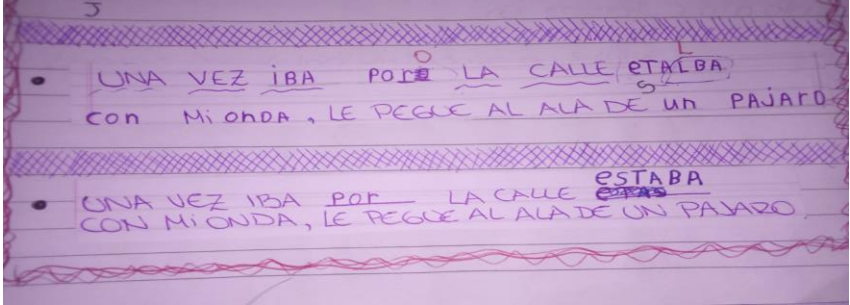 J
O L
UNA VEZ iBA POr LA CALLE eTALBA
S
con Mi onDA, LE PEGUE AL ALA DE un PAJArO
ESTABA
UNA VEZ IBA Por LA CALLE
CON Mi ONDA, LE PEGUE AL ALA DE UN PAJARO.